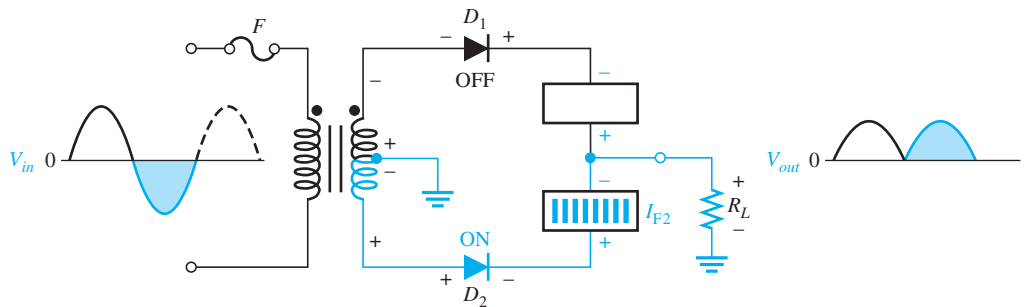 F
D₁
− +
OFF
−
−
+
+
−
V_in 0
−
I_F2
+
+
R_L
−
V_out 0
ON
+
+ −
D₂